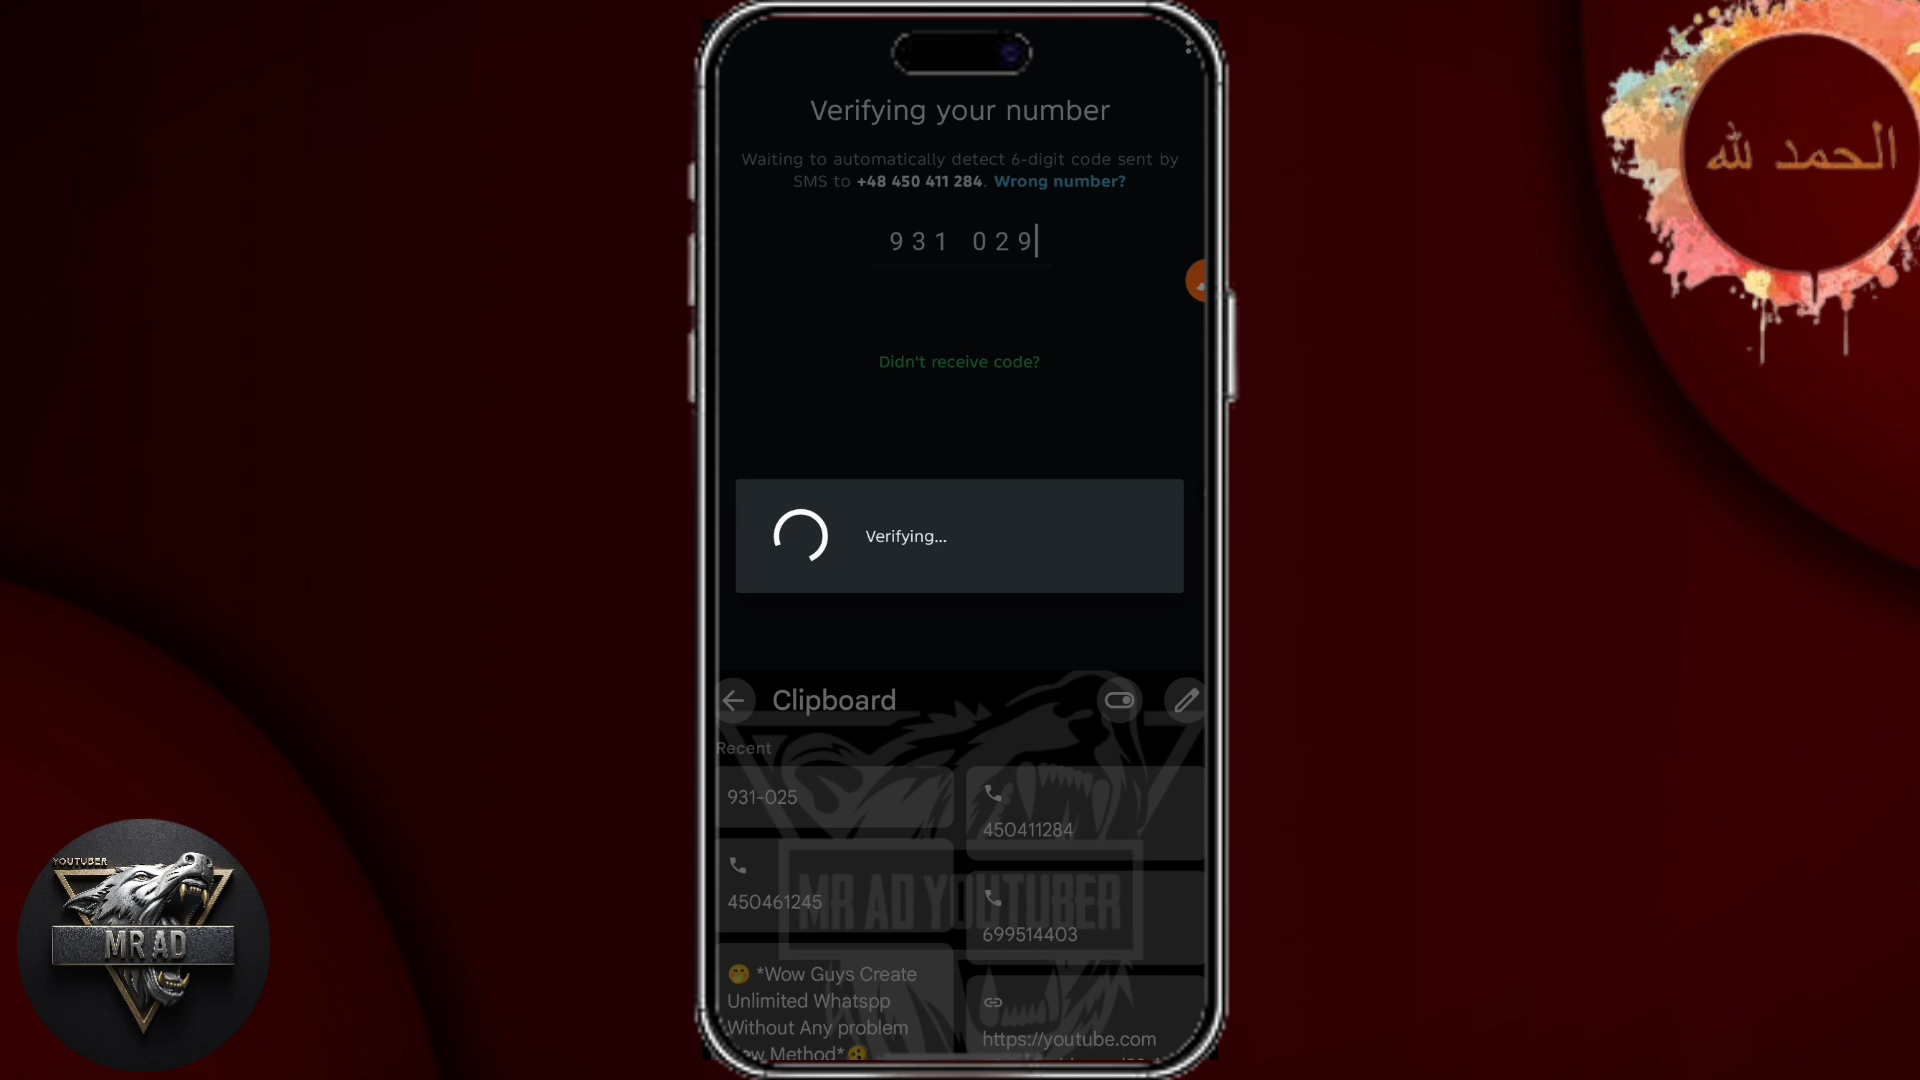 Verifying your number
Waiting to automatically detect 6-digit code sent by
SMS to +48 450 411 284. Wrong number?
931 029
Didn't receive code?
Verifying...
Clipboard
Recent
931-025
450411284
450461245
699514403
🤭 *Wow Guys Create
Unlimited Whatspp
Without Any problem
New Method*
https://youtube.com
MR AD YOUTUBER
الحمد لله
YOUTUBER
MR AD